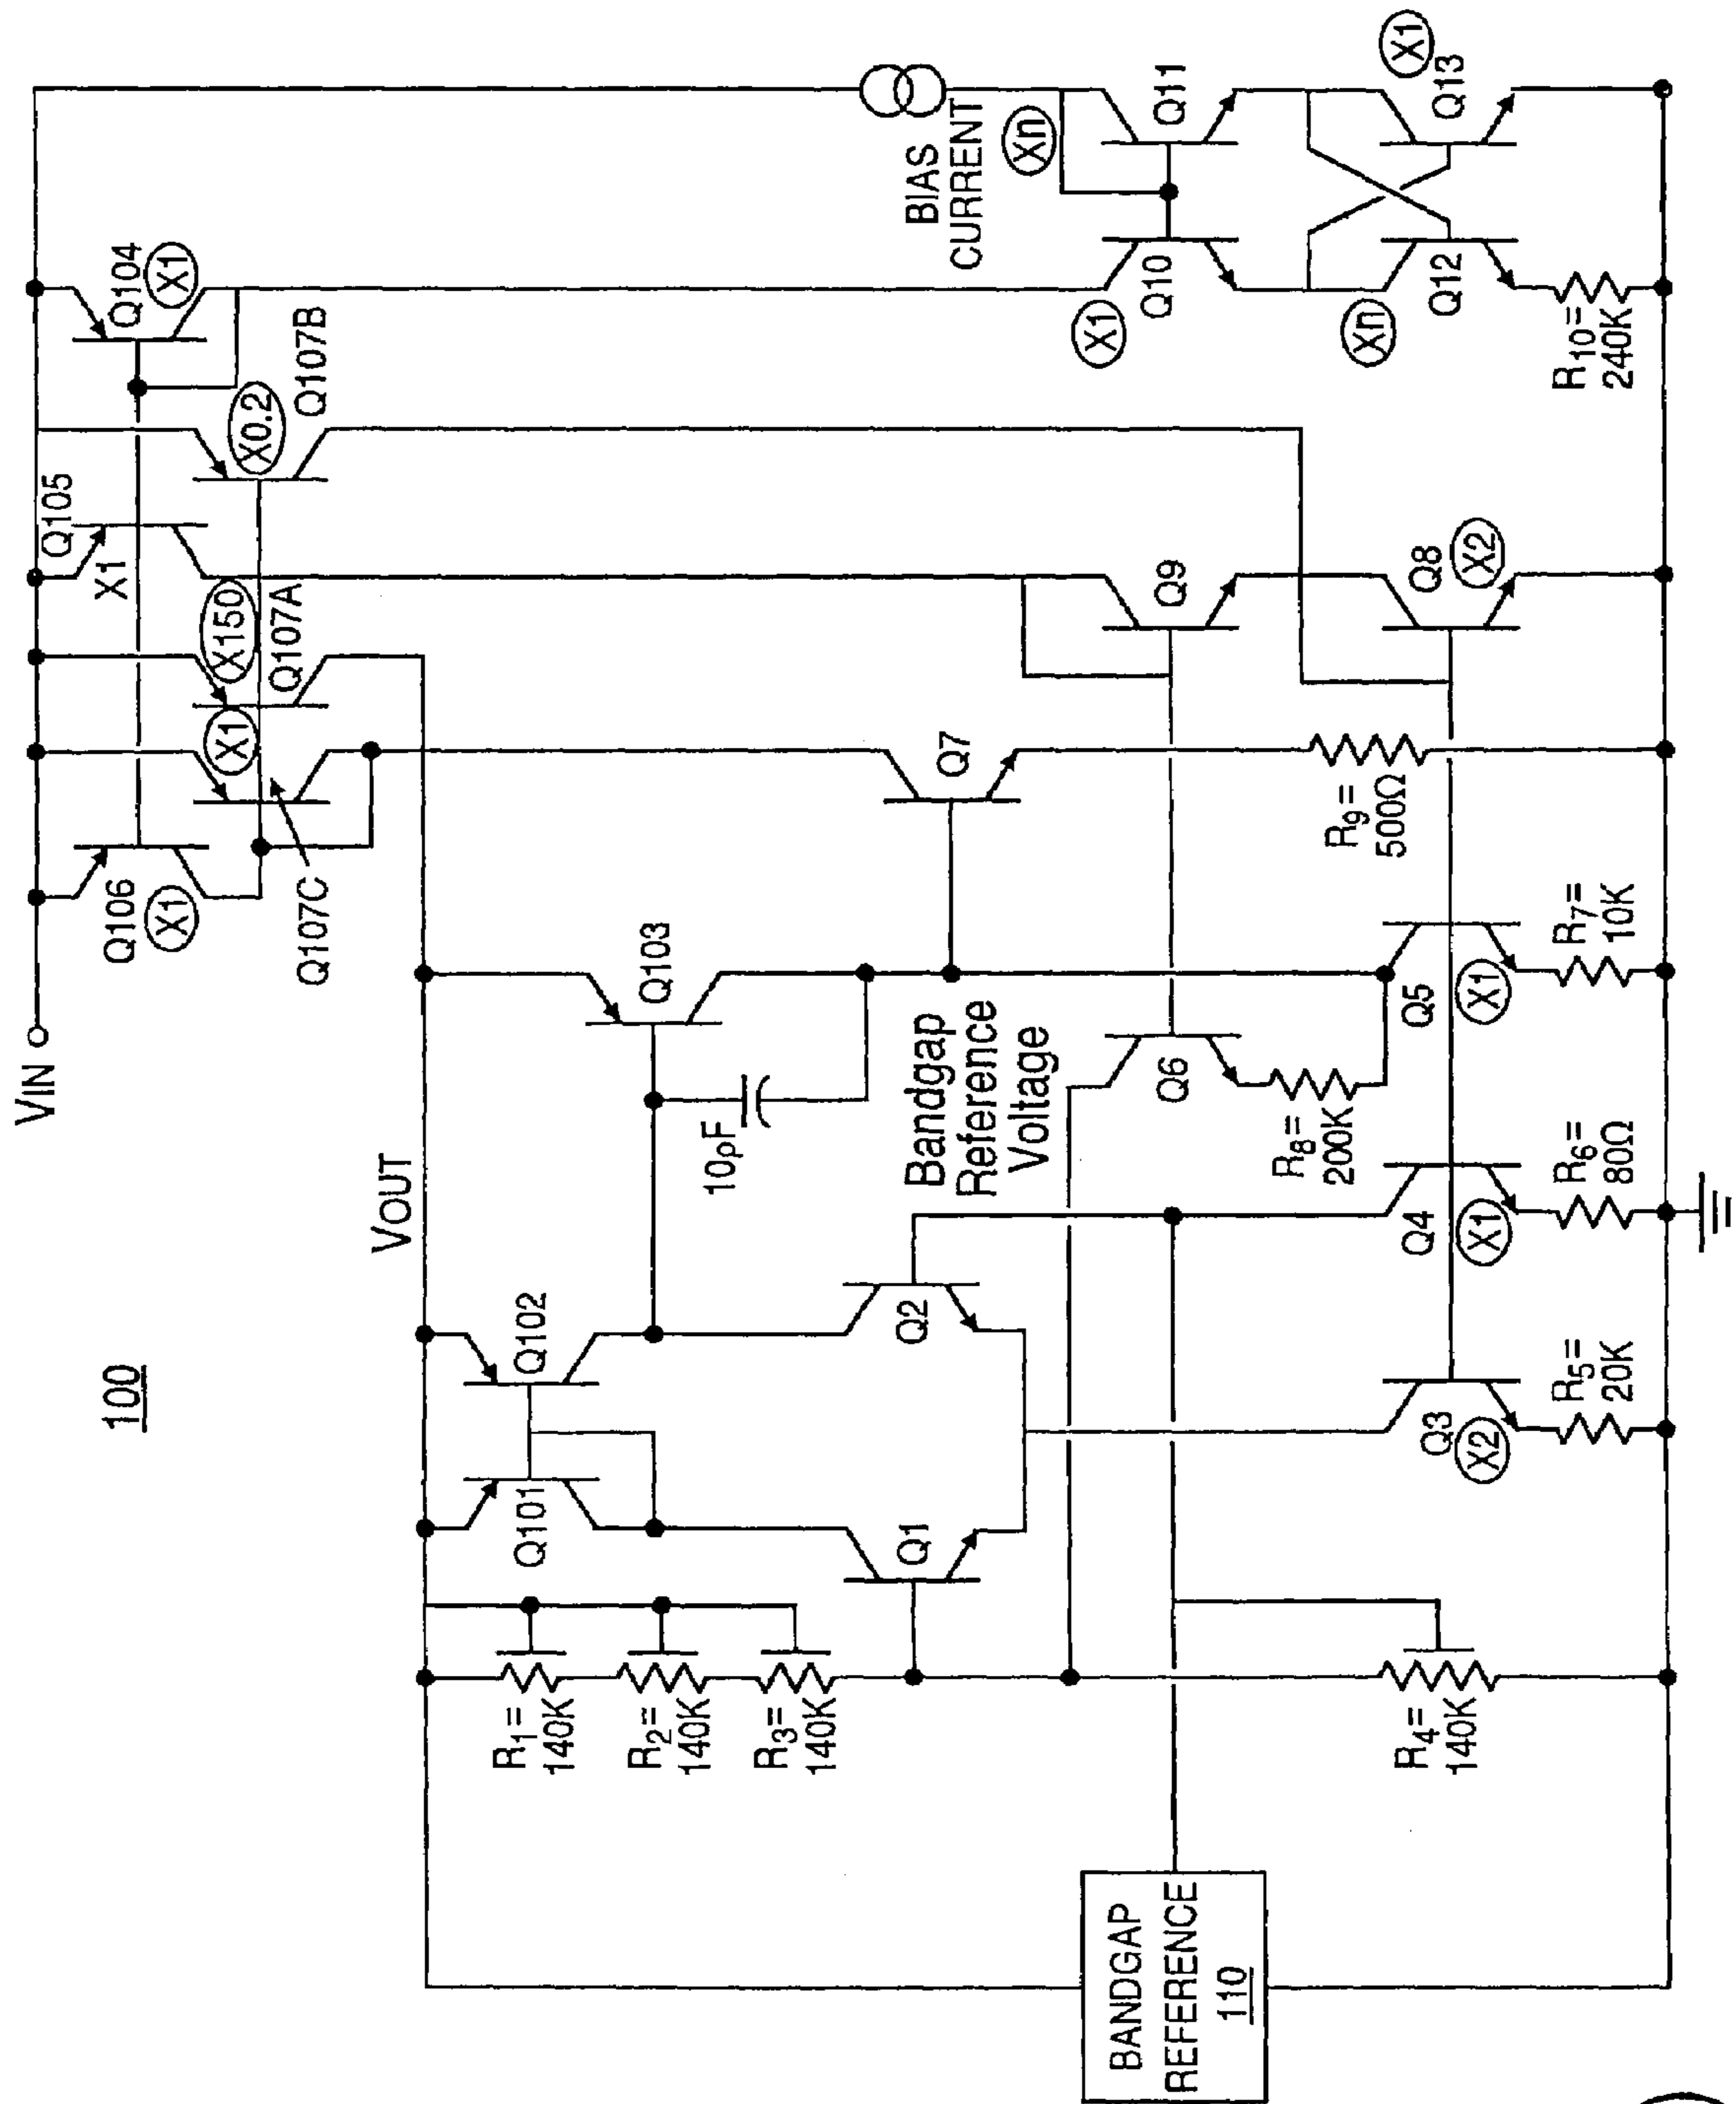 100
VIN
Q106
X1
Q107C
X1
X150
Q107A
Q105
X1
X0.2
Q107B
Q104
X1
VOUT
R1=
140K
R2=
140K
R3=
140K
Q101
Q102
Q103
10pF
Q1
Q2
Bandgap
Reference
Voltage
Q7
BIAS
CURRENT
Xn
Q11
Q10
X1
Q9
Q6
R8=
200K
R9=
500Ω
BANDGAP
REFERENCE
110
R4=
140K
Q3
X2
R5=
20K
Q4
X1
R6=
80Ω
Q5
X1
R7=
10K
Q8
X2
Xn
Q12
R10=
240K
X1
Q13